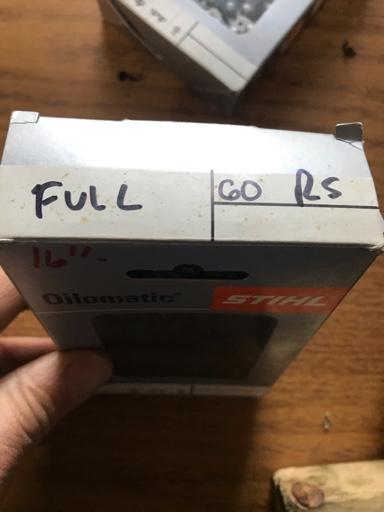 FULL 60 RS
16"-
Oilomatic® STIHL